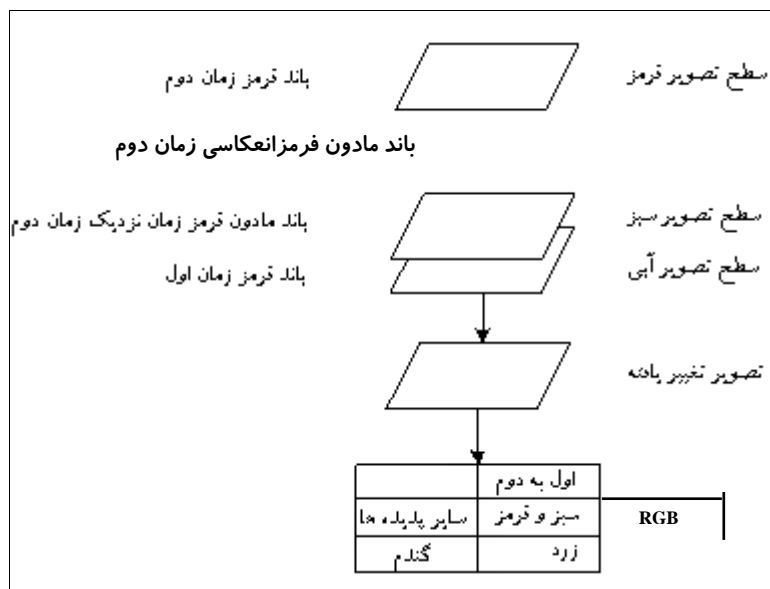 سطح تصویر قرمز باند قرمز زمان دوم
باند مادون فرمزانعکاسی زمان دوم
سطح تصویر سبز باند مادون قرمز زمان نزدیک زمان دوم
سطح تصویر آبی باند قرمز زمان اول
تصویر تغییر یافته
اول به دوم
RGB سبز و قرمز سایر پدیده ها
زرد گندم